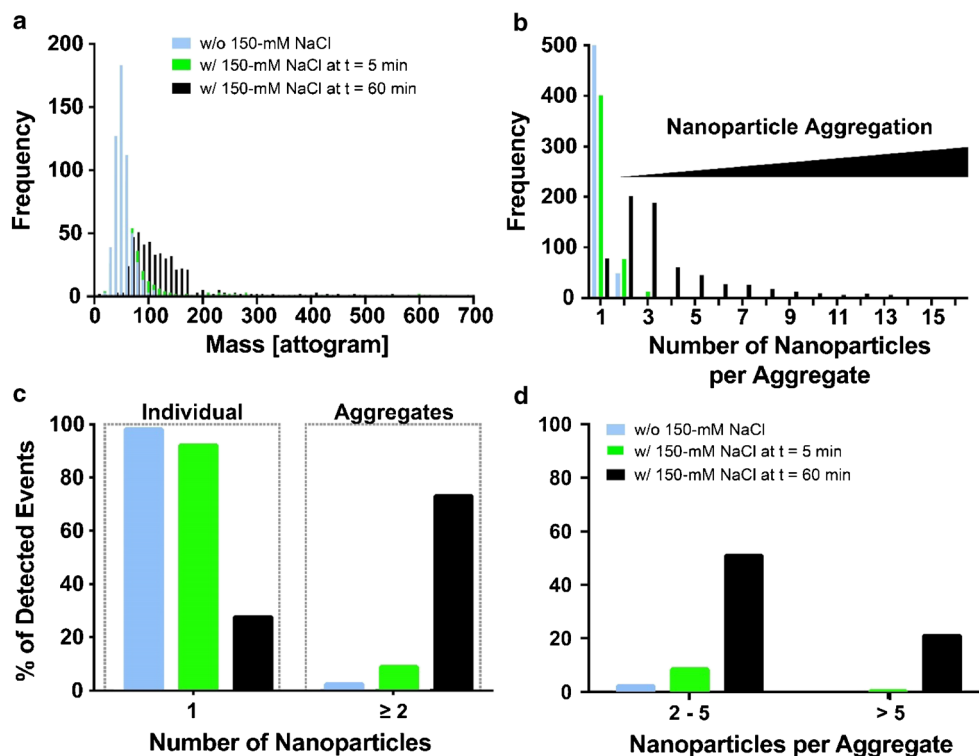 a
200
150
100
50
0
Frequency
w/o 150-mM NaCl
w/ 150-mM NaCl at t = 5 min
w/ 150-mM NaCl at t = 60 min
0 100 200 300 400 500 600 700
Mass [attogram]
b
500
400
300
200
100
0
Frequency
Nanoparticle Aggregation
1 3 5 7 9 11 13 15
Number of Nanoparticles
per Aggregate
c
100
80
60
40
20
0
% of Detected Events
Individual
Aggregates
1 ≥ 2
Number of Nanoparticles
d
100
80
60
40
20
0
w/o 150-mM NaCl
w/ 150-mM NaCl at t = 5 min
w/ 150-mM NaCl at t = 60 min
2 - 5 > 5
Nanoparticles per Aggregate